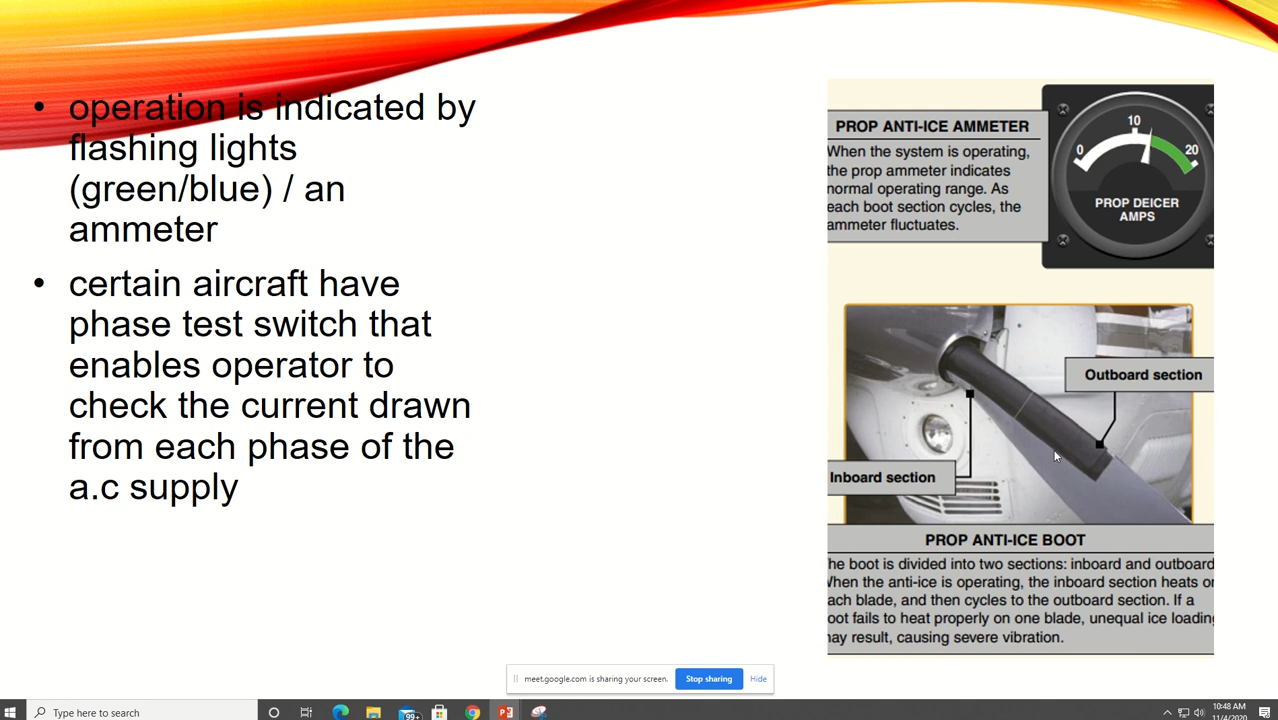 • operation is indicated by
flashing lights
(green/blue) / an
ammeter
• certain aircraft have
phase test switch that
enables operator to
check the current drawn
from each phase of the
a.c supply
PROP ANTI-ICE AMMETER
When the system is operating,
the prop ammeter indicates
normal operating range. As
each boot section cycles, the
ammeter fluctuates.
0
10
20
PROP DEICER
AMPS
Outboard section
Inboard section
PROP ANTI-ICE BOOT
he boot is divided into two sections: inboard and outboard
hen the anti-ice is operating, the inboard section heats o
ach blade, and then cycles to the outboard section. If a
oot fails to heat properly on one blade, unequal ice loading
ay result, causing severe vibration.
meet.google.com is sharing your screen.
Stop sharing
Hide
Type here to search
99+
10:48 AM
11/4/2020